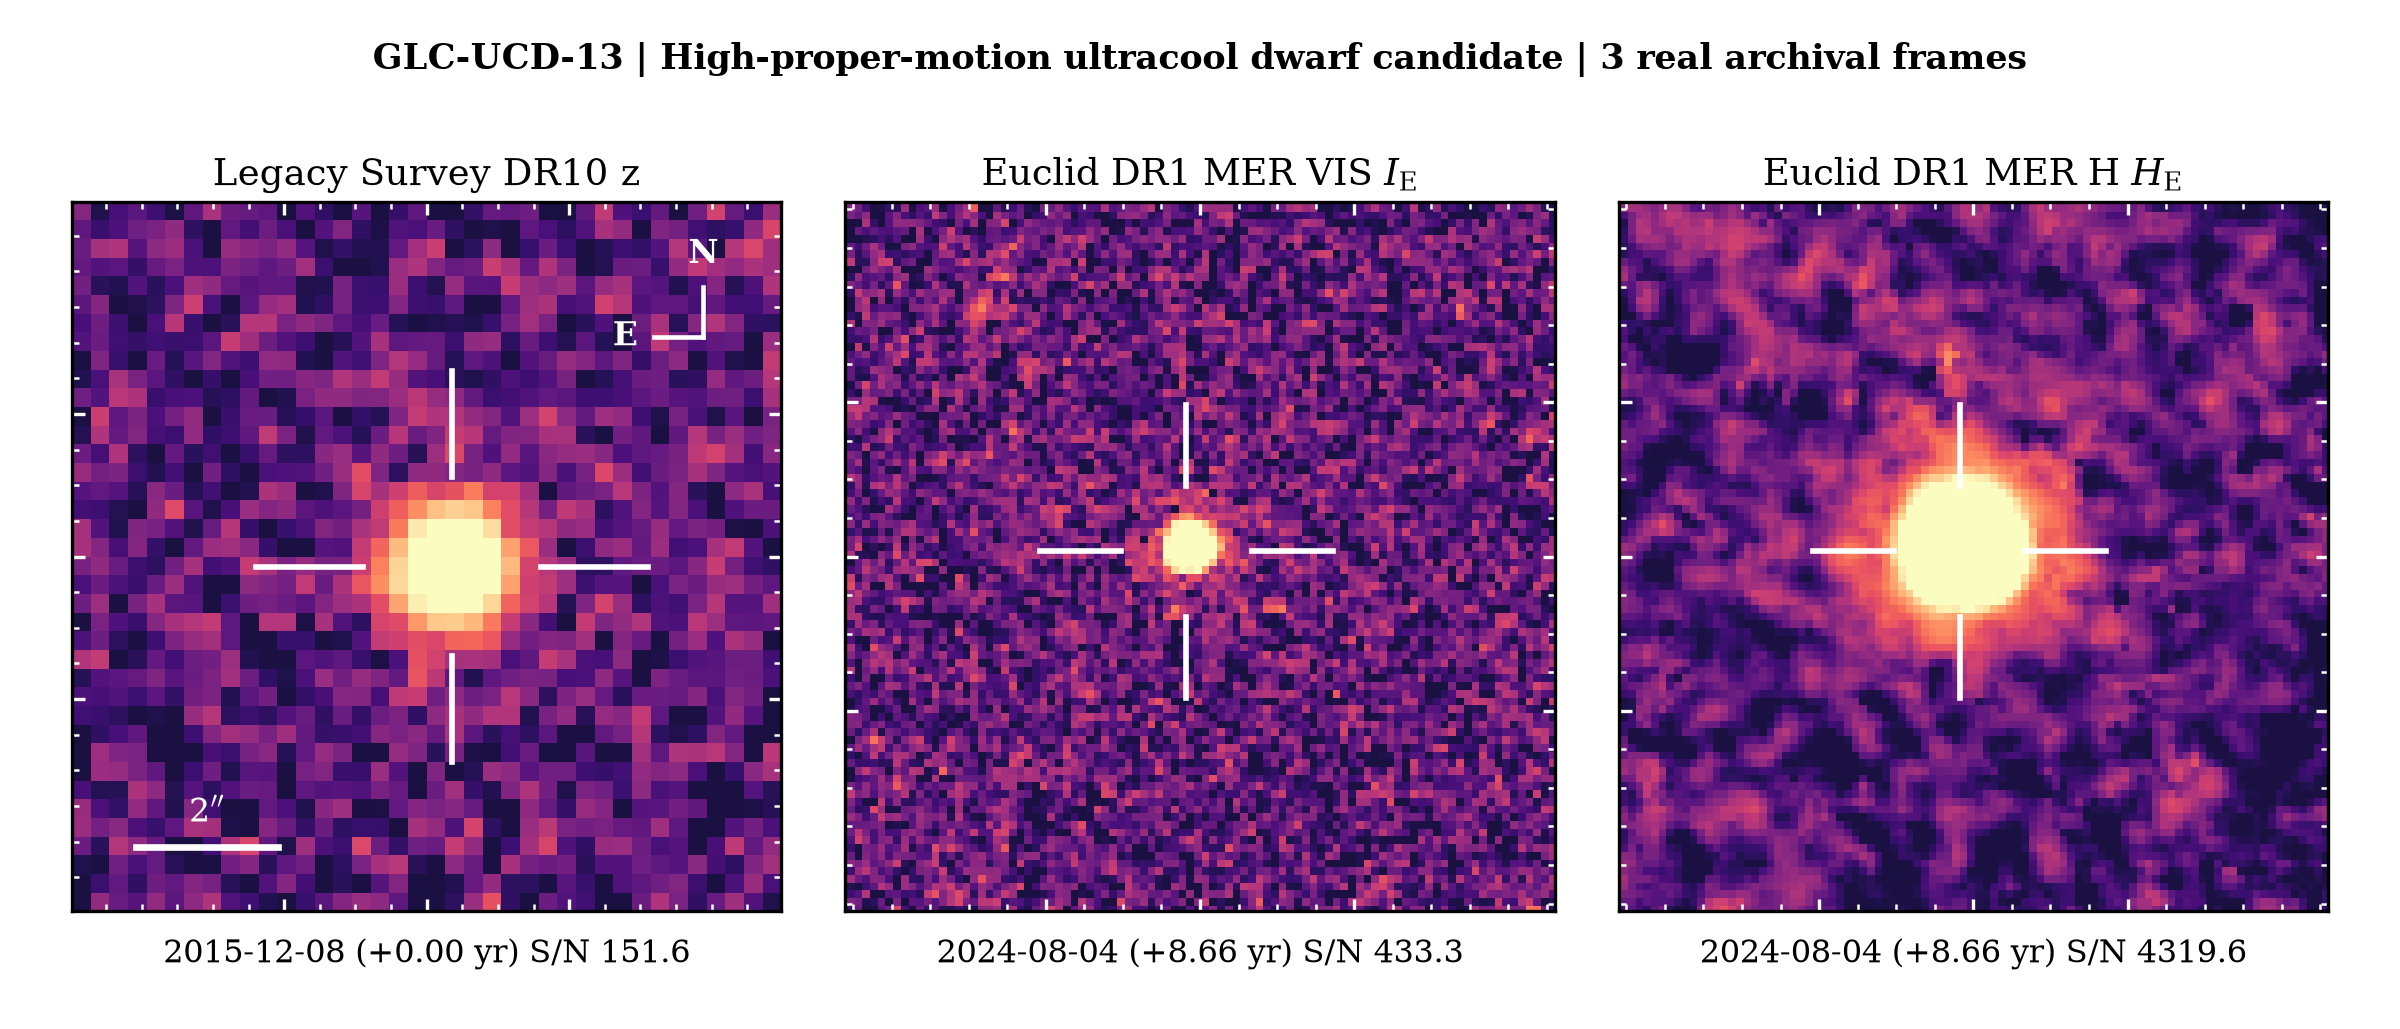 GLC-UCD-13 | High-proper-motion ultracool dwarf candidate | 3 real archival frames
Legacy Survey DR10 z
N
E
2″
2015-12-08 (+0.00 yr) S/N 151.6
Euclid DR1 MER VIS I_E
2024-08-04 (+8.66 yr) S/N 433.3
Euclid DR1 MER H H_E
2024-08-04 (+8.66 yr) S/N 4319.6